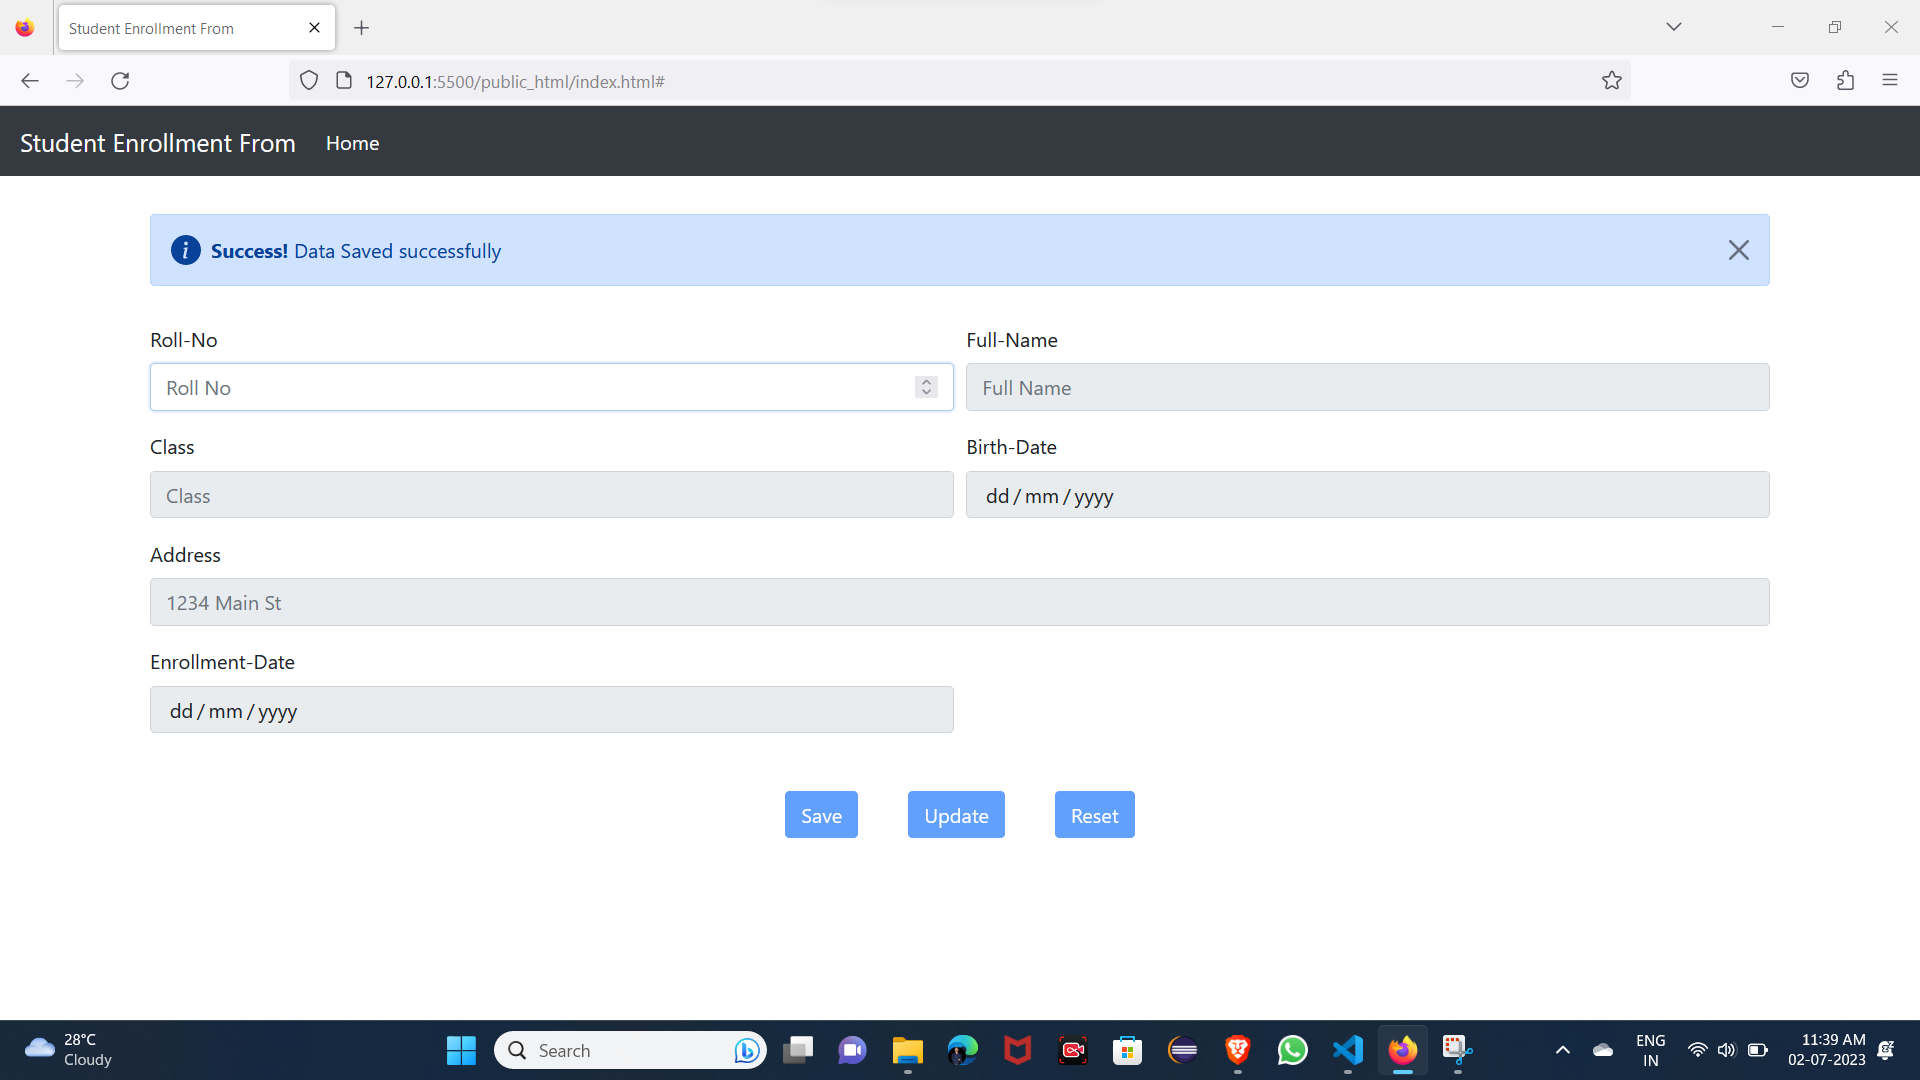 Student Enrollment From
127.0.0.1:5500/public_html/index.html#
Student Enrollment From Home
Success! Data Saved successfully
Roll-No Full-Name
Roll No Full Name
Class Birth-Date
Class dd/mm/yyyy
Address
1234 Main St
Enrollment-Date
dd/mm/yyyy
Save Update Reset
28°C
Cloudy
Search
ENG
IN
11:39 AM
02-07-2023